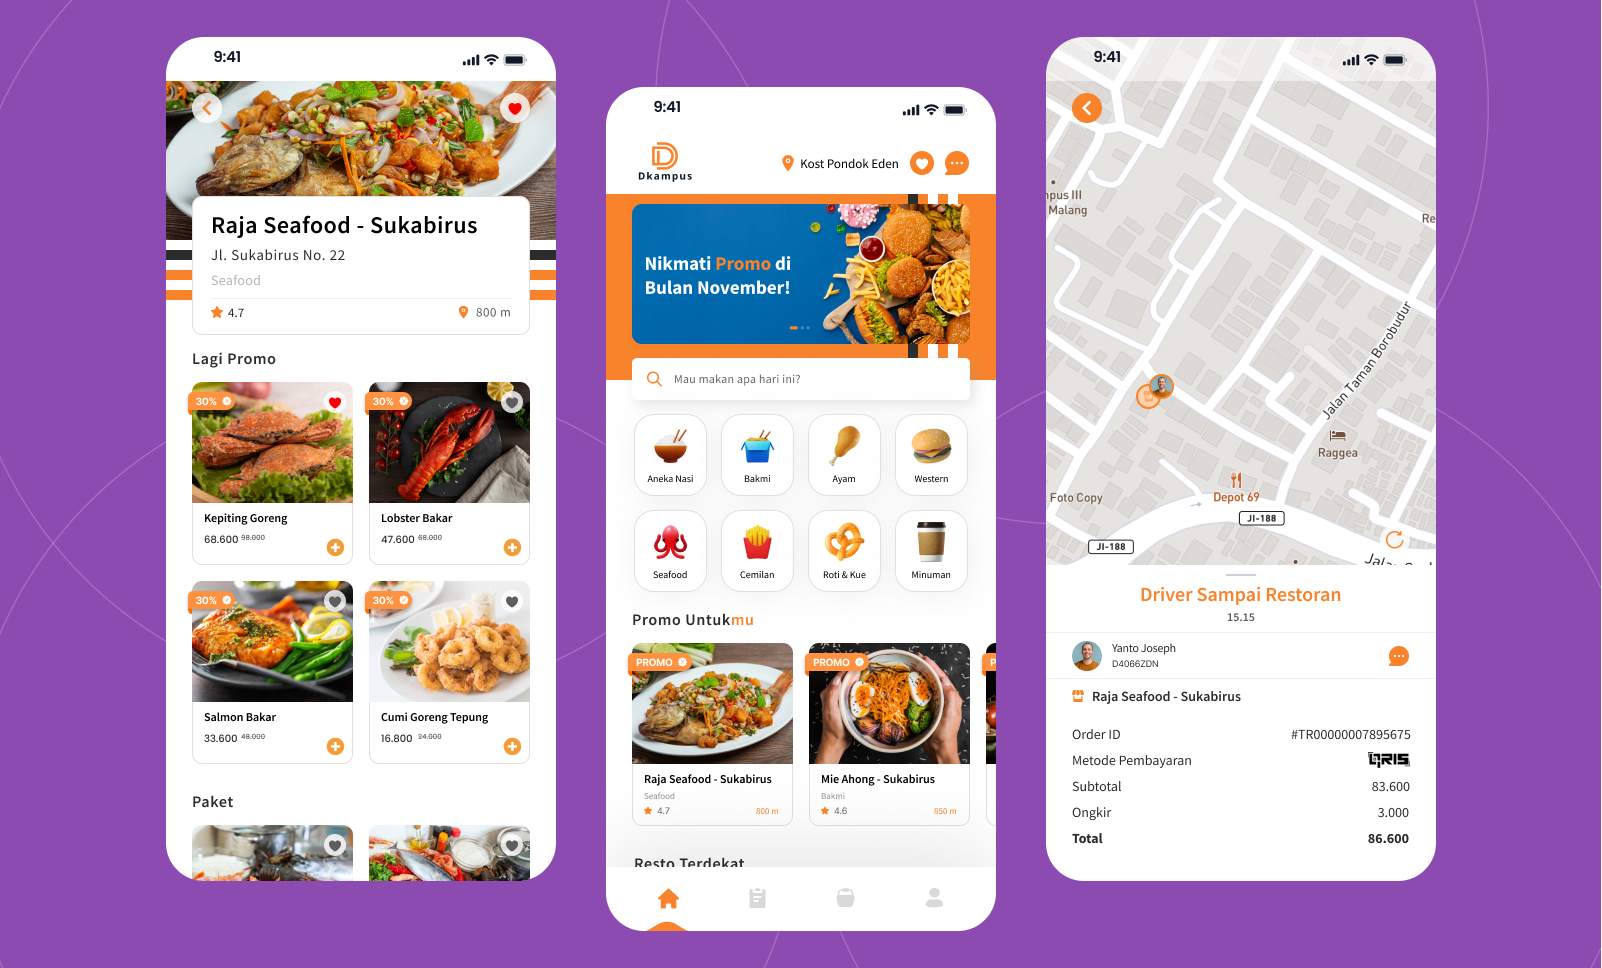 9:41
Raja Seafood - Sukabirus
Jl. Sukabirus No. 22
Seafood
4.7
800 m
Lagi Promo
30%
30%
Kepiting Goreng
68.600 98.000
Lobster Bakar
47.600 68.000
30%
30%
Salmon Bakar
33.600 48.000
Cumi Goreng Tepung
16.800 24.000
Paket
9:41
Dkampus
Kost Pondok Eden
Nikmati Promo di
Bulan November!
Mau makan apa hari ini?
Aneka Nasi
Bakmi
Ayam
Western
Seafood
Cemilan
Roti & Kue
Minuman
Promo Untukmu
PROMO
PROMO
P
Raja Seafood - Sukabirus
Seafood
4.7
800 m
Mie Ahong - Sukabirus
Bakmi
4.6
850 m
Resto Terdekat
9:41
npus III
Malang
Re
Jalan Taman Borobudur
Raggea
Foto Copy
Depot 69
Jl-188
Jl-188
Driver Sampai Restoran
15.15
Yanto Joseph
D4066ZDN
Raja Seafood - Sukabirus
Order ID
#TR00000007895675
Metode Pembayaran
QRIS
Subtotal
83.600
Ongkir
3.000
Total
86.600